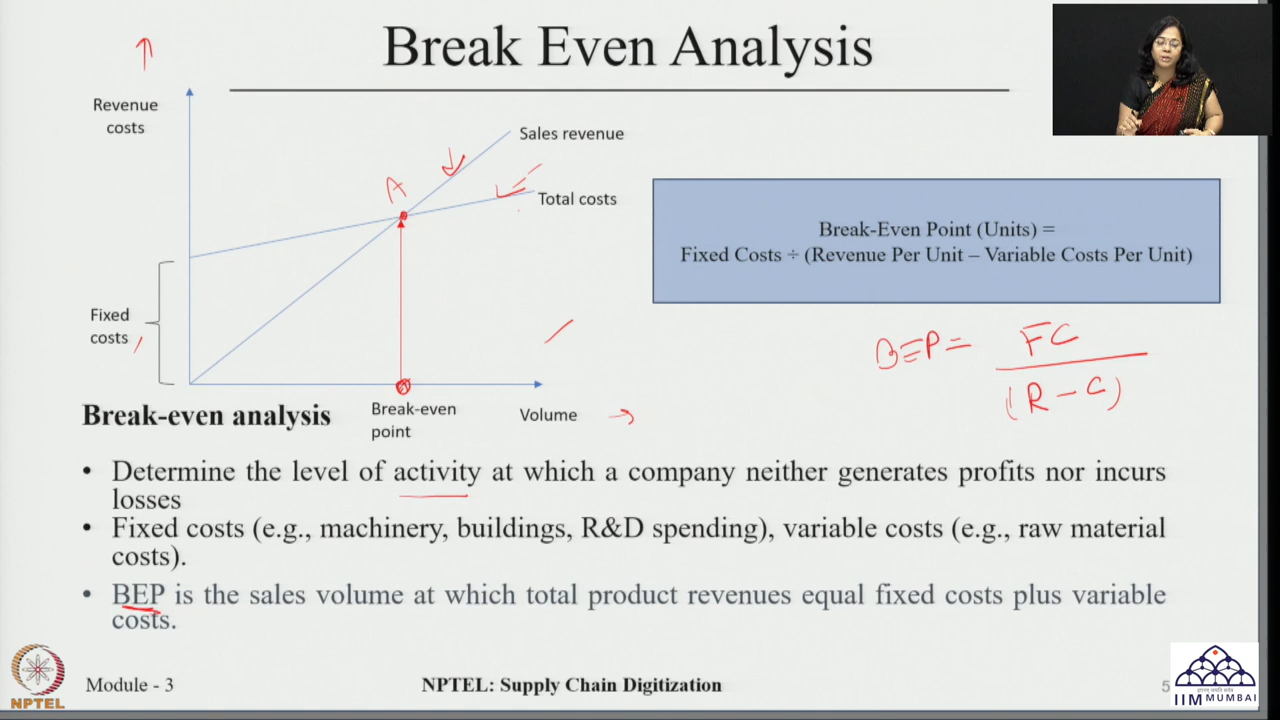 Break Even Analysis
Revenue
costs
Sales revenue
A
Total costs
Break-Even Point (Units) =
Fixed Costs ÷ (Revenue Per Unit – Variable Costs Per Unit)
Fixed
costs
BEP = FC
(R - C)
Break-even
point
Volume
Break-even analysis
• Determine the level of activity at which a company neither generates profits nor incurs
losses
• Fixed costs (e.g., machinery, buildings, R&D spending), variable costs (e.g., raw material
costs).
• BEP is the sales volume at which total product revenues equal fixed costs plus variable
costs.
NPTEL
Module - 3
NPTEL: Supply Chain Digitization
5
IIM MUMBAI